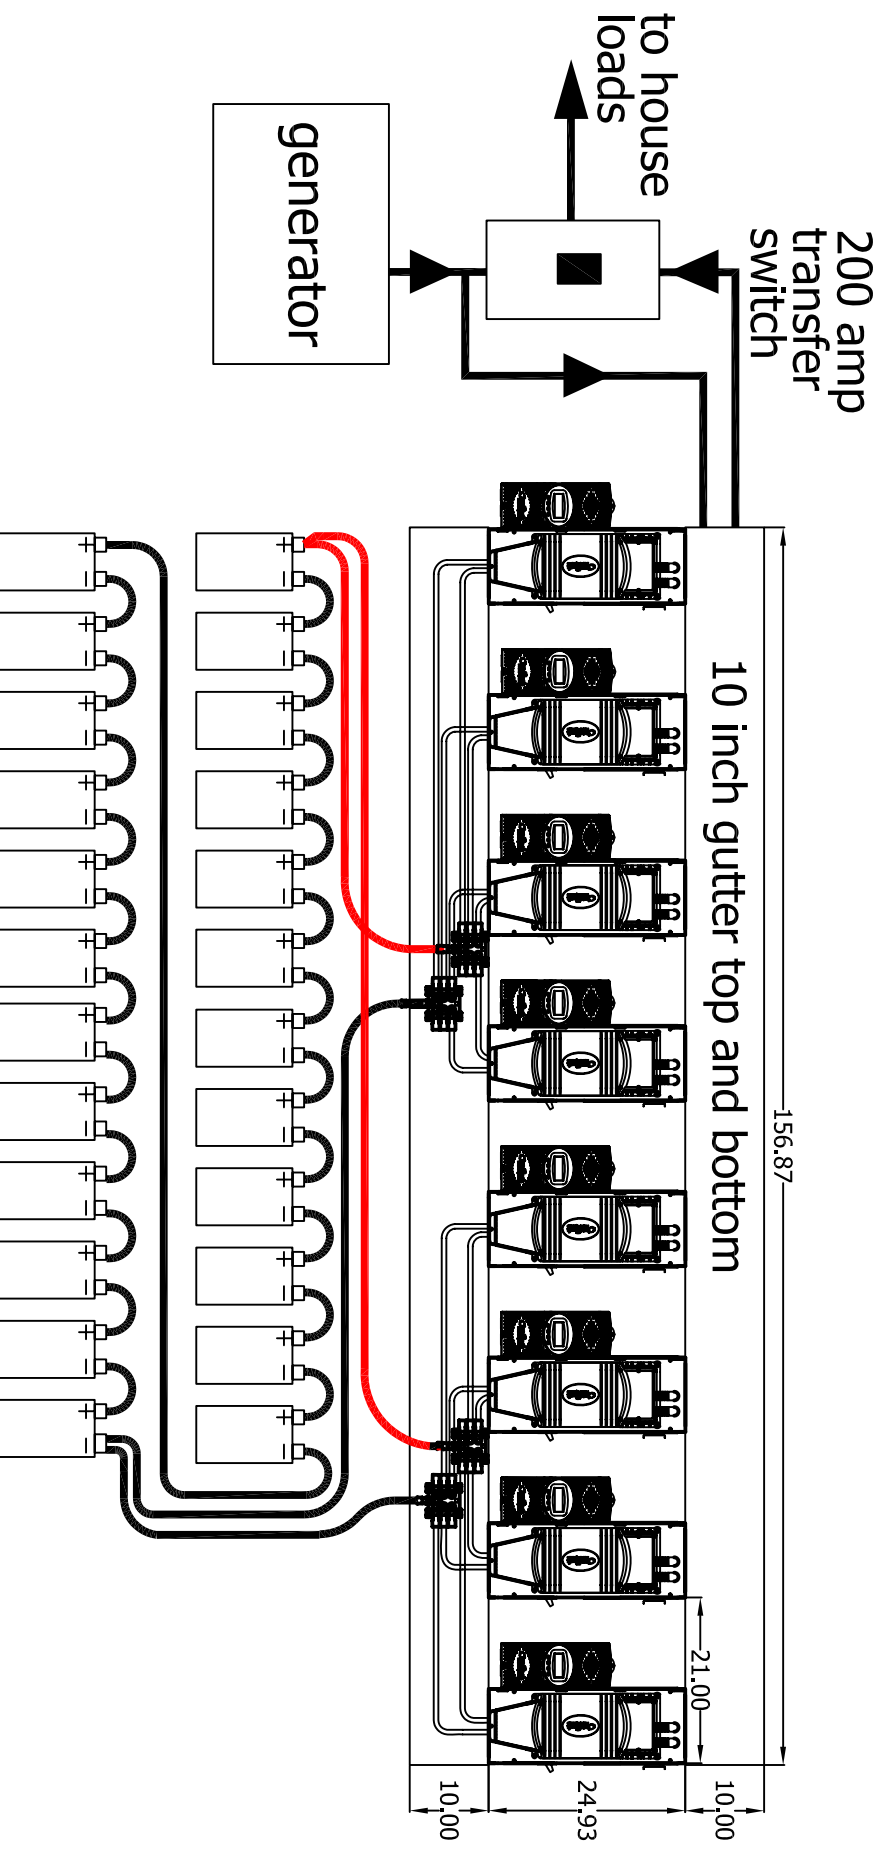 to house
loads
200 amp
transfer
switch
generator
10 inch gutter top and bottom
156.87
21.00
10.00
24.93
10.00
+ − + − + − + − + − + − + − + − + − + − + − + −
+ − + − + − + − + − + − + − + − + − + − + − + −